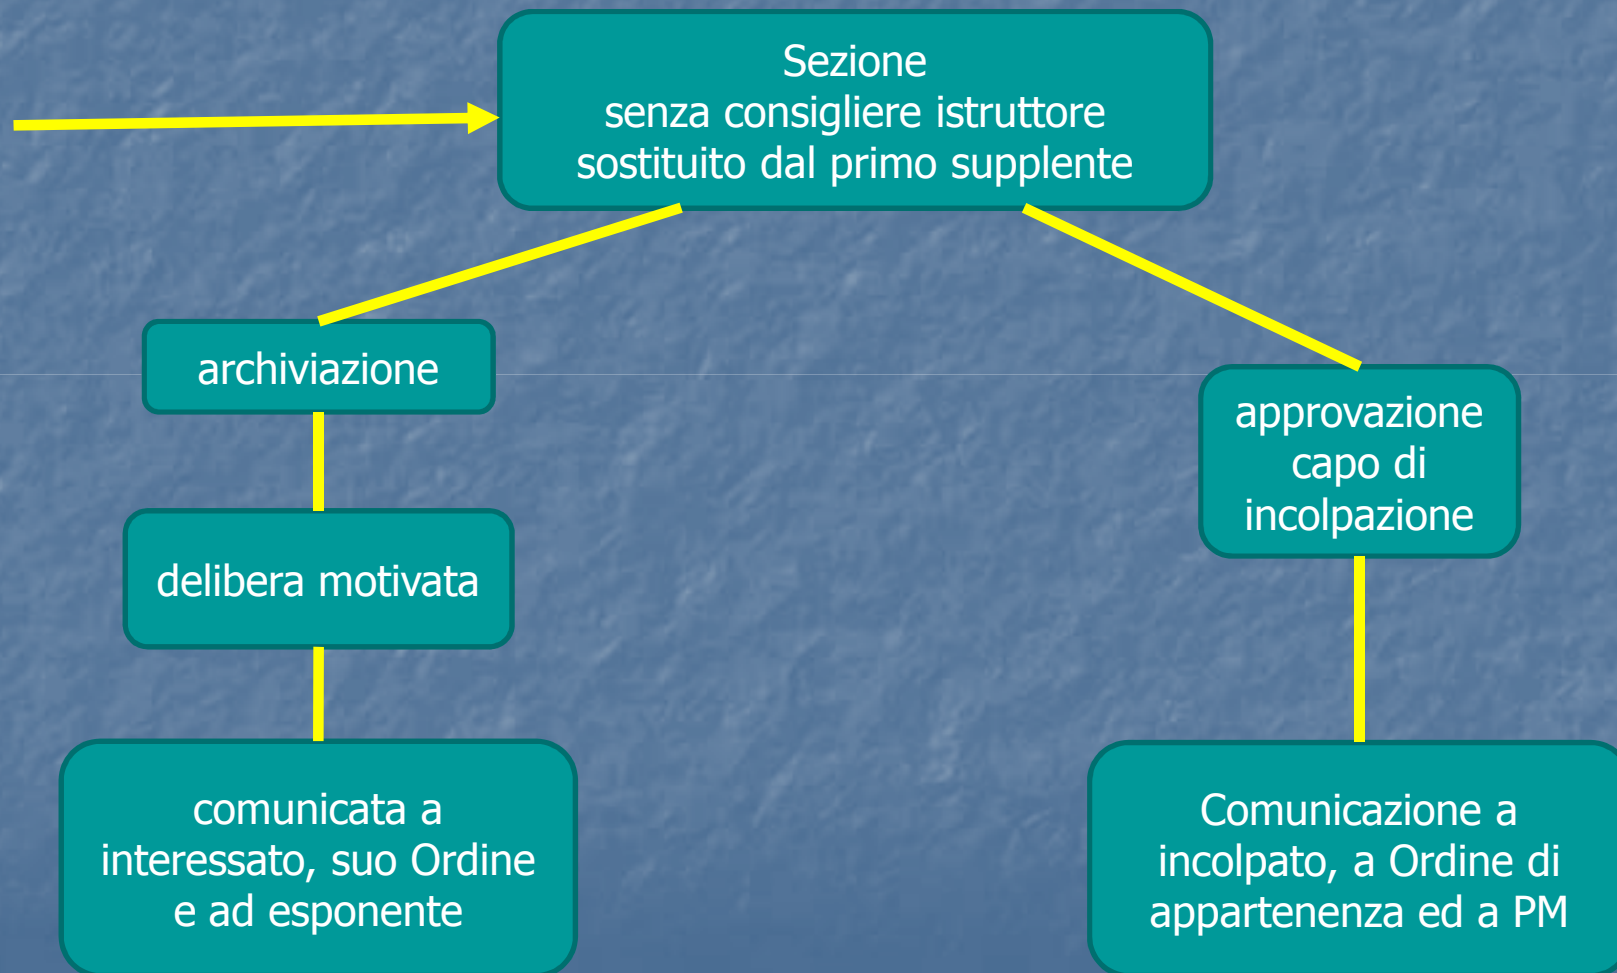 Sezione
senza consigliere istruttore
sostituito dal primo supplente
archiviazione
approvazione
capo di
incolpazione
delibera motivata
comunicata a
interessato, suo Ordine
e ad esponente
Comunicazione a
incolpato, a Ordine di
appartenenza ed a PM